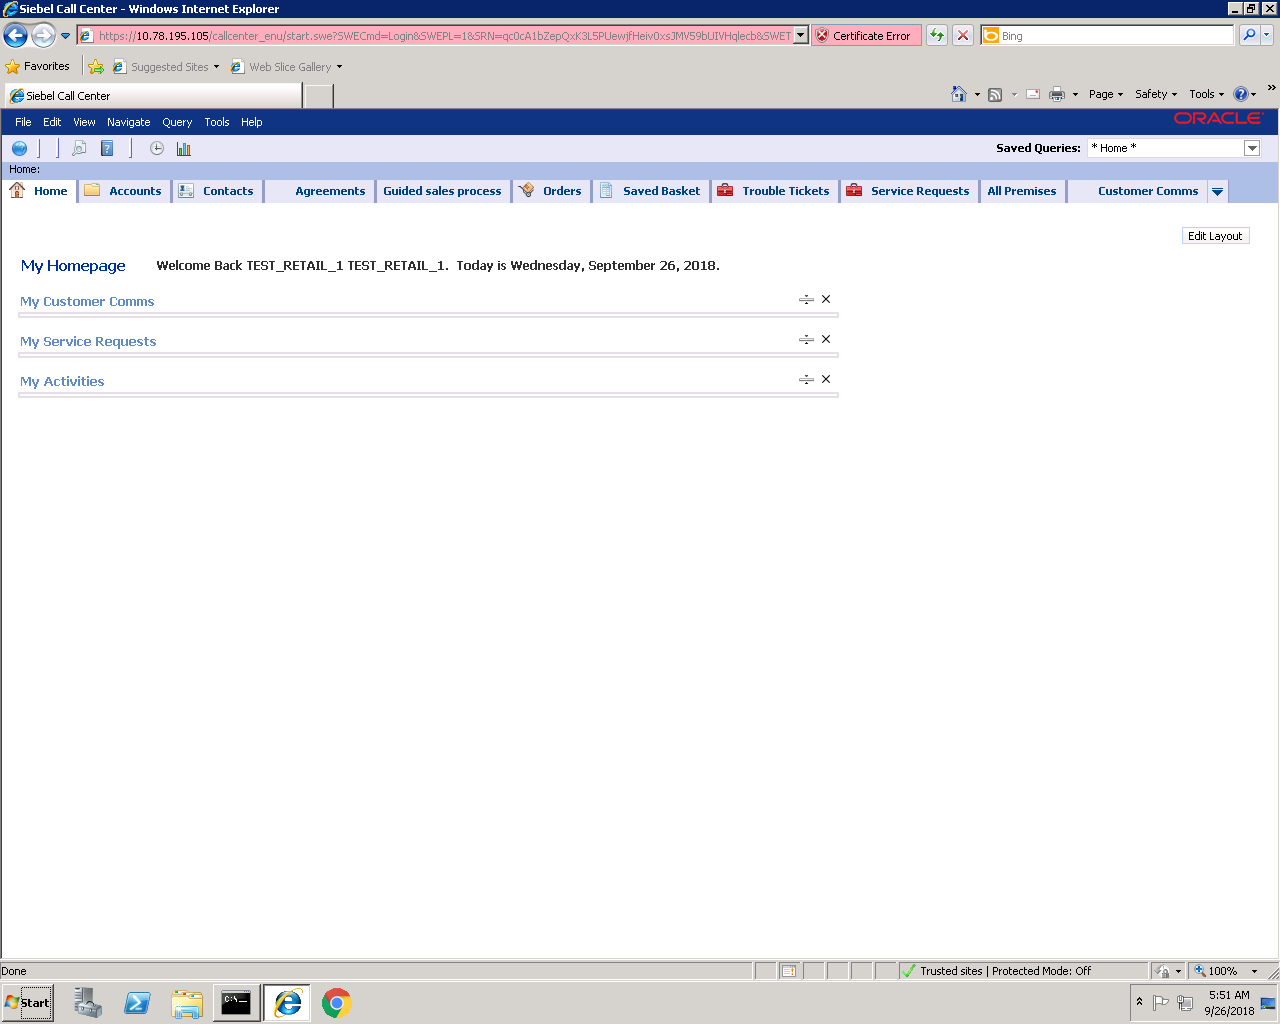 Siebel Call Center - Windows Internet Explorer
https://10.78.195.105/callcenter_enu/start.swe?SWECmd=Login&SWEPL=1&SRN=qc0cA1bZepQxK3L5PUewjfHeiv0xsJMV59bUIVHqlecb&SWET
Certificate Error
Bing
Favorites
Suggested Sites
Web Slice Gallery
Siebel Call Center
Page
Safety
Tools
File Edit View Navigate Query Tools Help
ORACLE
Saved Queries: * Home *
Home:
Home Accounts Contacts Agreements Guided sales process Orders Saved Basket Trouble Tickets Service Requests All Premises Customer Comms
Edit Layout
My Homepage Welcome Back TEST_RETAIL_1 TEST_RETAIL_1. Today is Wednesday, September 26, 2018.
My Customer Comms
My Service Requests
My Activities
Done
Trusted sites | Protected Mode: Off
100%
Start
C:\.
5:51 AM
9/26/2018